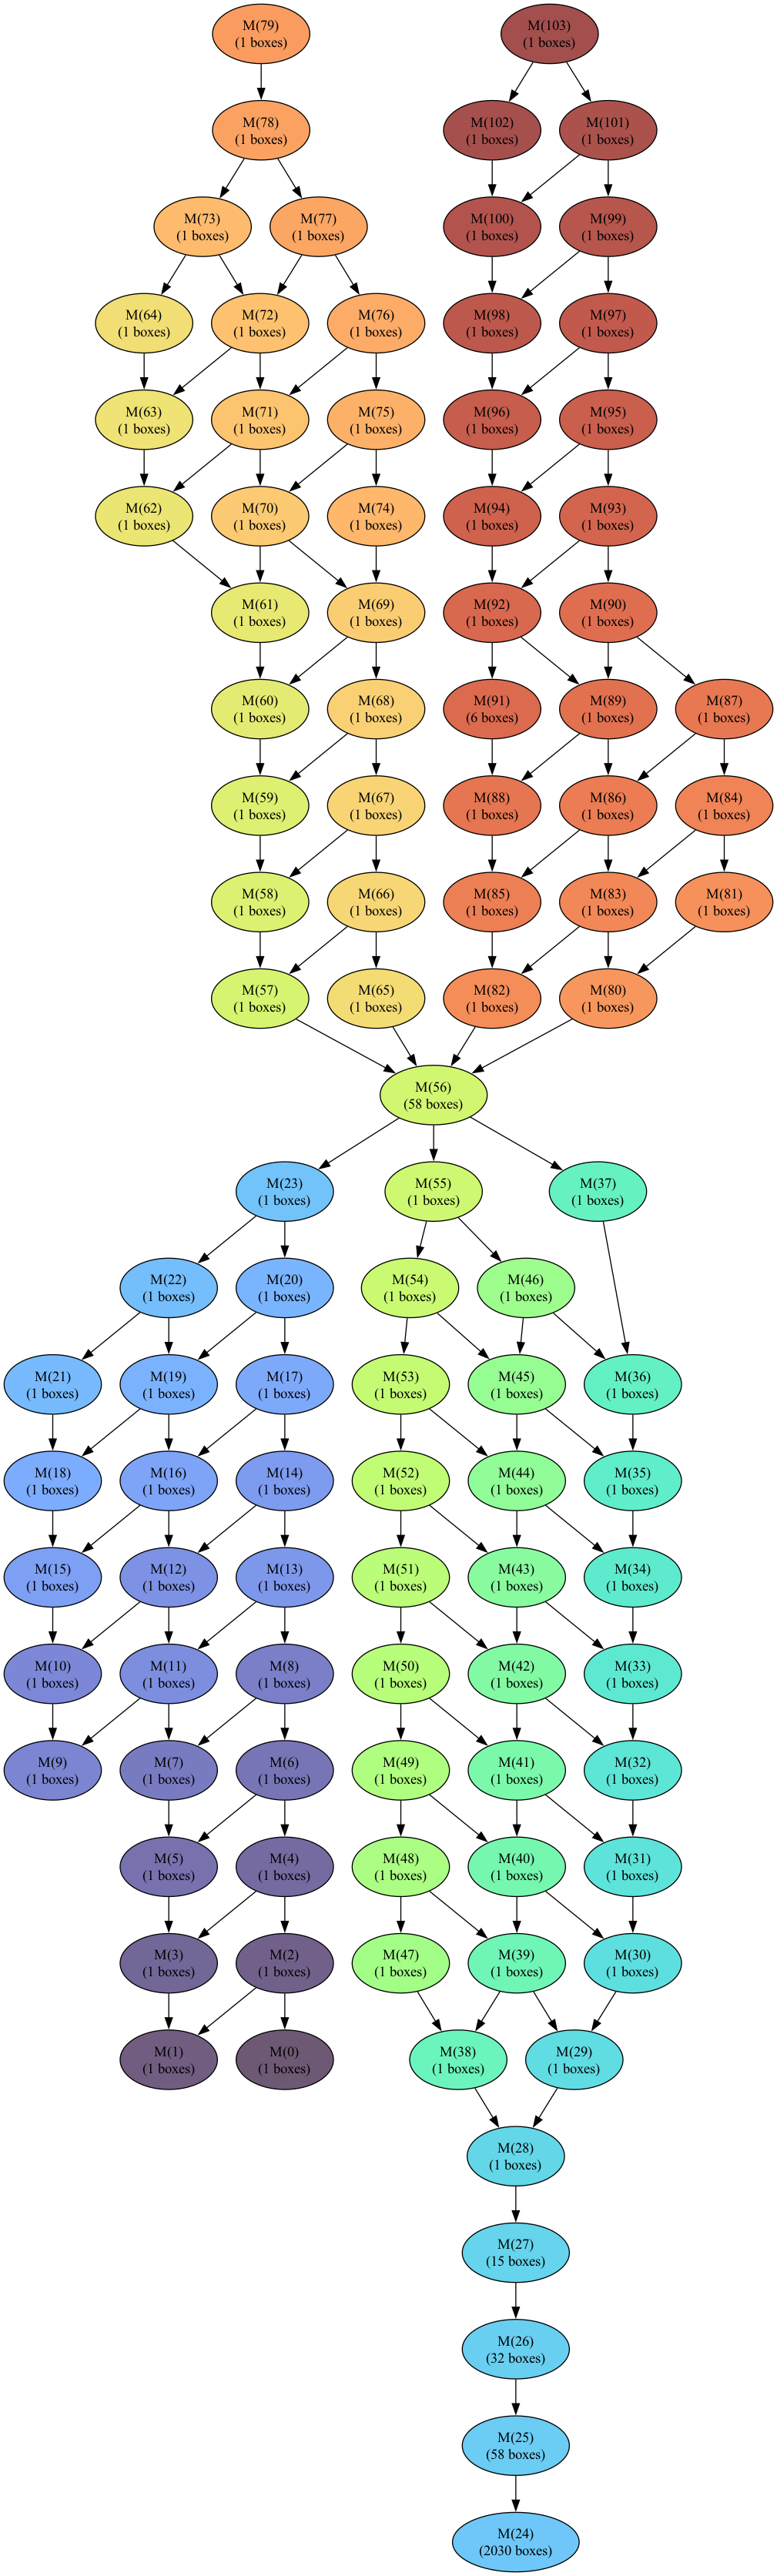 M(79)
(1 boxes)
M(103)
(1 boxes)
M(78)
(1 boxes)
M(102)
(1 boxes)
M(101)
(1 boxes)
M(73)
(1 boxes)
M(77)
(1 boxes)
M(100)
(1 boxes)
M(99)
(1 boxes)
M(64)
(1 boxes)
M(72)
(1 boxes)
M(76)
(1 boxes)
M(98)
(1 boxes)
M(97)
(1 boxes)
M(63)
(1 boxes)
M(71)
(1 boxes)
M(75)
(1 boxes)
M(96)
(1 boxes)
M(95)
(1 boxes)
M(62)
(1 boxes)
M(70)
(1 boxes)
M(74)
(1 boxes)
M(94)
(1 boxes)
M(93)
(1 boxes)
M(61)
(1 boxes)
M(69)
(1 boxes)
M(92)
(1 boxes)
M(90)
(1 boxes)
M(60)
(1 boxes)
M(68)
(1 boxes)
M(91)
(6 boxes)
M(89)
(1 boxes)
M(87)
(1 boxes)
M(59)
(1 boxes)
M(67)
(1 boxes)
M(88)
(1 boxes)
M(86)
(1 boxes)
M(84)
(1 boxes)
M(58)
(1 boxes)
M(66)
(1 boxes)
M(85)
(1 boxes)
M(83)
(1 boxes)
M(81)
(1 boxes)
M(57)
(1 boxes)
M(65)
(1 boxes)
M(82)
(1 boxes)
M(80)
(1 boxes)
M(56)
(58 boxes)
M(23)
(1 boxes)
M(55)
(1 boxes)
M(37)
(1 boxes)
M(22)
(1 boxes)
M(20)
(1 boxes)
M(54)
(1 boxes)
M(46)
(1 boxes)
M(21)
(1 boxes)
M(19)
(1 boxes)
M(17)
(1 boxes)
M(53)
(1 boxes)
M(45)
(1 boxes)
M(36)
(1 boxes)
M(18)
(1 boxes)
M(16)
(1 boxes)
M(14)
(1 boxes)
M(52)
(1 boxes)
M(44)
(1 boxes)
M(35)
(1 boxes)
M(15)
(1 boxes)
M(12)
(1 boxes)
M(13)
(1 boxes)
M(51)
(1 boxes)
M(43)
(1 boxes)
M(34)
(1 boxes)
M(10)
(1 boxes)
M(11)
(1 boxes)
M(8)
(1 boxes)
M(50)
(1 boxes)
M(42)
(1 boxes)
M(33)
(1 boxes)
M(9)
(1 boxes)
M(7)
(1 boxes)
M(6)
(1 boxes)
M(49)
(1 boxes)
M(41)
(1 boxes)
M(32)
(1 boxes)
M(5)
(1 boxes)
M(4)
(1 boxes)
M(48)
(1 boxes)
M(40)
(1 boxes)
M(31)
(1 boxes)
M(3)
(1 boxes)
M(2)
(1 boxes)
M(47)
(1 boxes)
M(39)
(1 boxes)
M(30)
(1 boxes)
M(1)
(1 boxes)
M(0)
(1 boxes)
M(38)
(1 boxes)
M(29)
(1 boxes)
M(28)
(1 boxes)
M(27)
(15 boxes)
M(26)
(32 boxes)
M(25)
(58 boxes)
M(24)
(2030 boxes)